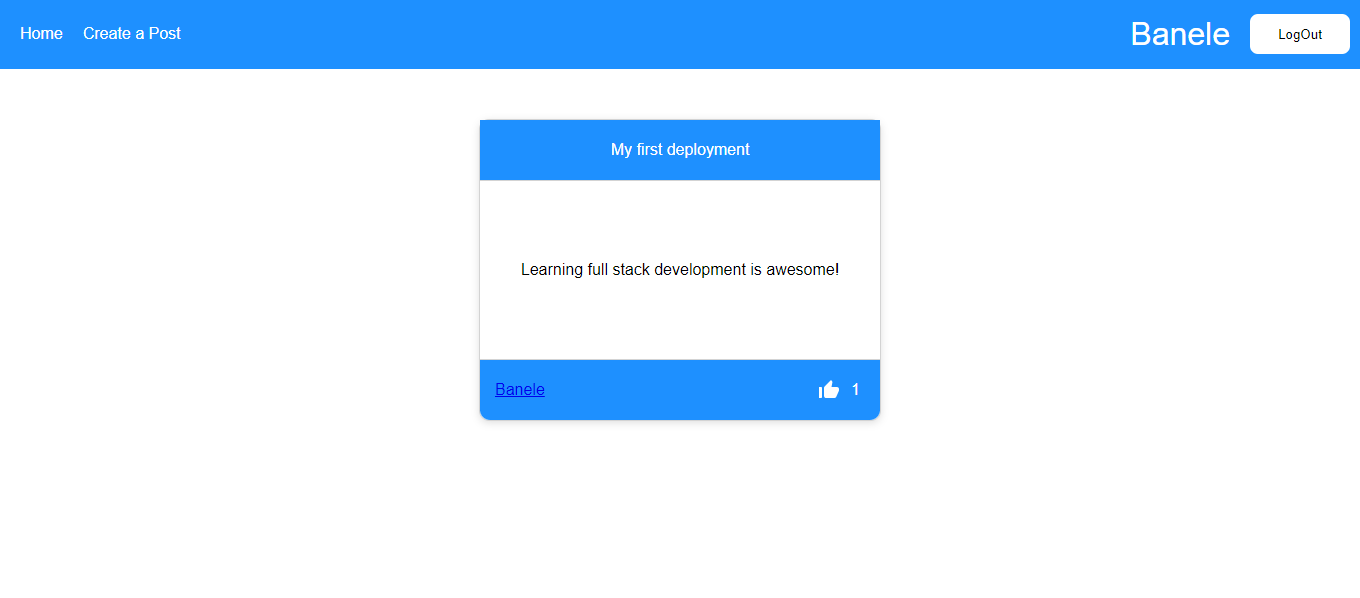 Home Create a Post Banele LogOut
My first deployment
Learning full stack development is awesome!
Banele 1